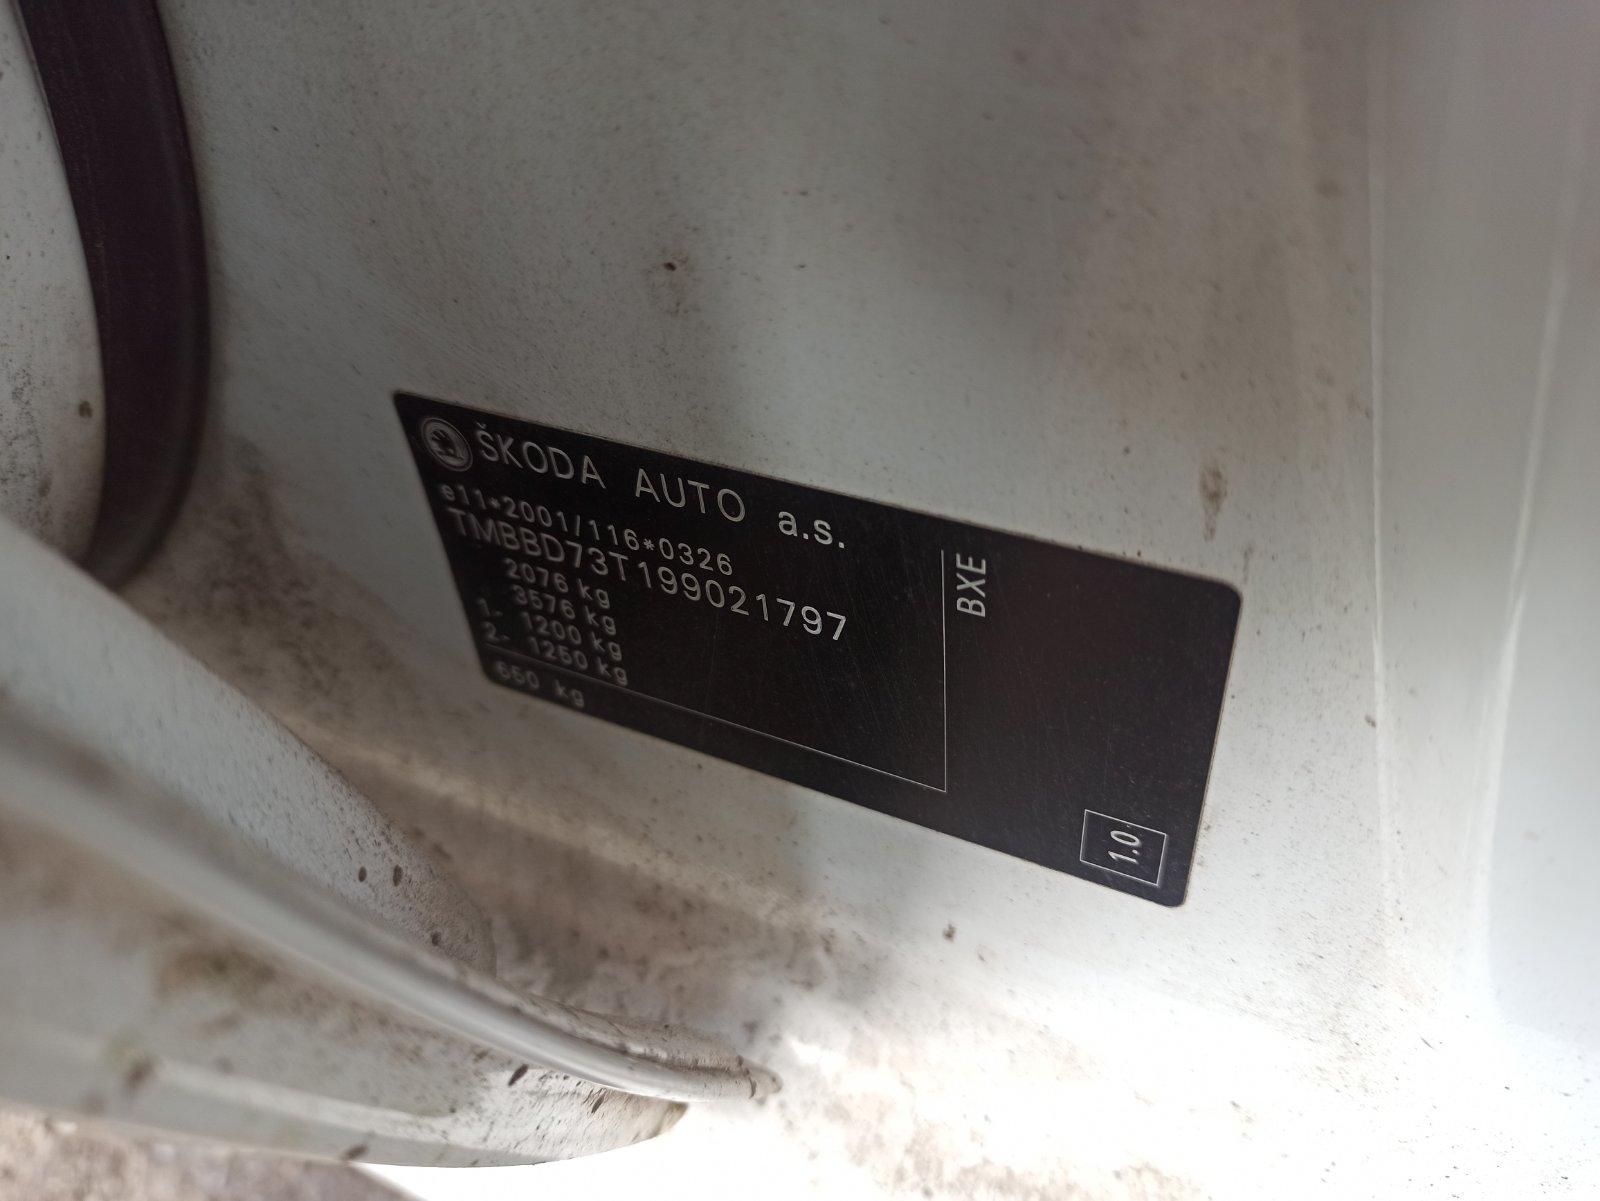 ŠKODA AUTO a.s.
e11*2001/116*0326
TMBBD73T199021797
2076 kg
3576 kg
1.- 1200 kg
2.- 1250 kg
650 kg
BXE
1.0